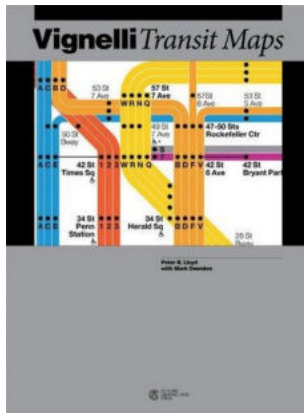 Vignelli Transit Maps
A C E B D
53 St
7 Ave
57 St
7 Ave
57 St
6 Ave
53 St
5 Ave
W R N Q
50 St
Bway
49 St
7 Ave
47-50 Sts
Rockefeller Ctr
S
7
A C E
42 St
Times Sq
1 2 3
W R N Q
B D F V
42 St
6 Ave
42 St
Bryant Park
A C E
34 St
Penn
Station
1 2 3
34 St
Herald Sq
B D F V
28 St
Bway
Peter B. Lloyd
with Mark Ovenden